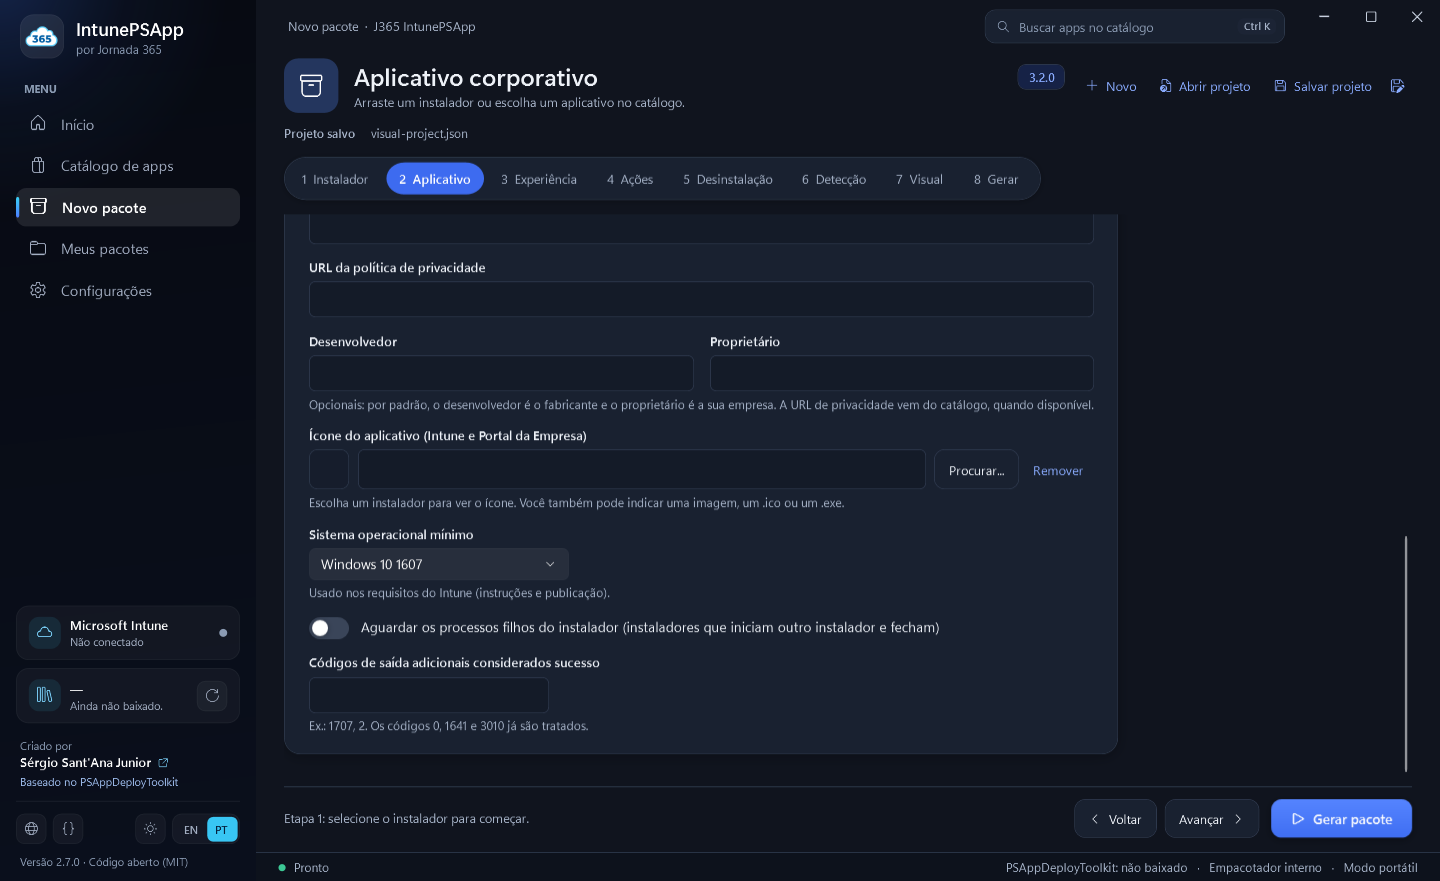 IntunePSApp
por Jornada 365
365
MENU
Início
Catálogo de apps
Novo pacote
Meus pacotes
Configurações
Microsoft Intune
Não conectado
—
Ainda não baixado.
Criado por
Sérgio Sant'Ana Junior
Baseado no PSAppDeployToolkit
{} EN PT
Versão 2.7.0 · Código aberto (MIT)
Novo pacote · J365 IntunePSApp
Buscar apps no catálogo Ctrl K
Aplicativo corporativo
Arraste um instalador ou escolha um aplicativo no catálogo.
3.2.0 Novo Abrir projeto Salvar projeto
Projeto salvo visual-project.json
1 Instalador 2 Aplicativo 3 Experiência 4 Ações 5 Desinstalação 6 Detecção 7 Visual 8 Gerar
URL da política de privacidade
Desenvolvedor Proprietário
Opcionais: por padrão, o desenvolvedor é o fabricante e o proprietário é a sua empresa. A URL de privacidade vem do catálogo, quando disponível.
Ícone do aplicativo (Intune e Portal da Empresa)
Procurar... Remover
Escolha um instalador para ver o ícone. Você também pode indicar uma imagem, um .ico ou um .exe.
Sistema operacional mínimo
Windows 10 1607
Usado nos requisitos do Intune (instruções e publicação).
Aguardar os processos filhos do instalador (instaladores que iniciam outro instalador e fecham)
Códigos de saída adicionais considerados sucesso
Ex.: 1707, 2. Os códigos 0, 1641 e 3010 já são tratados.
Etapa 1: selecione o instalador para começar.
Voltar Avançar Gerar pacote
Pronto
PSAppDeployToolkit: não baixado · Empacotador interno · Modo portátil